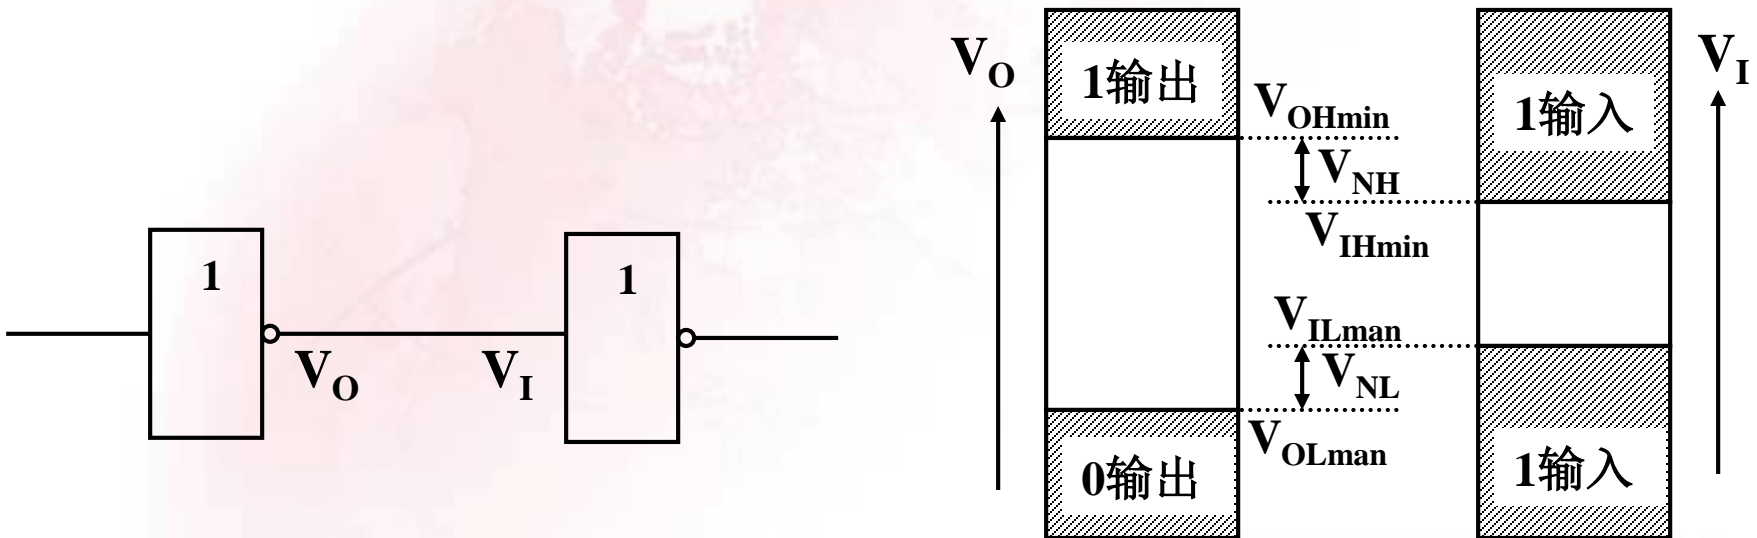 1
1
V_O
V_I
V_O
1输出
V_OHmin
V_NH
V_IHmin
V_ILman
V_NL
V_OLman
0输出
1输入
1输入
V_I